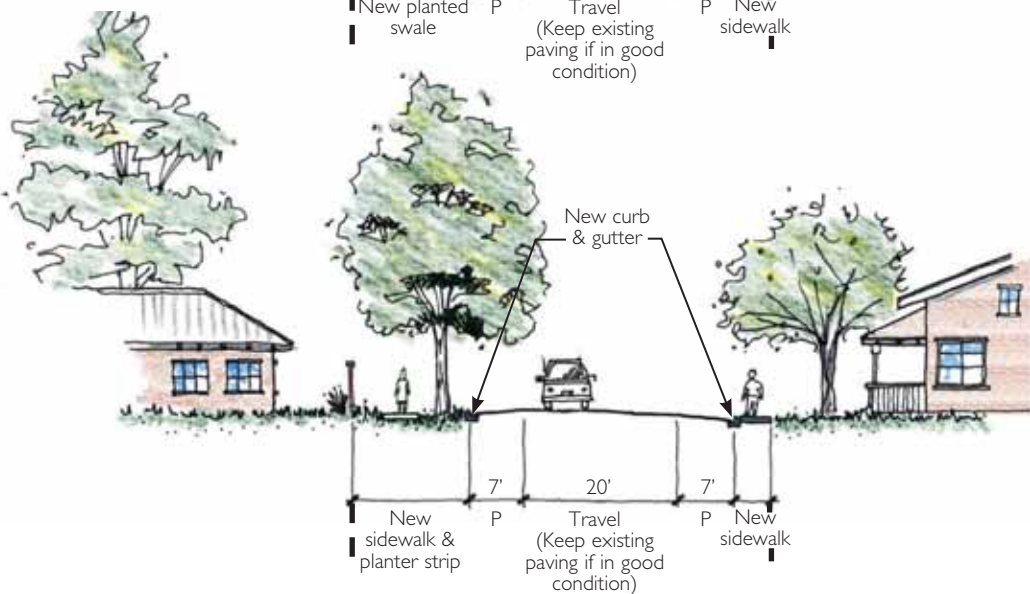 New planted
swale
P
Travel
(Keep existing
paving if in good
condition)
P
New
sidewalk
New curb
& gutter
7'
20'
7'
New
sidewalk &
planter strip
P
Travel
(Keep existing
paving if in good
condition)
P
New
sidewalk